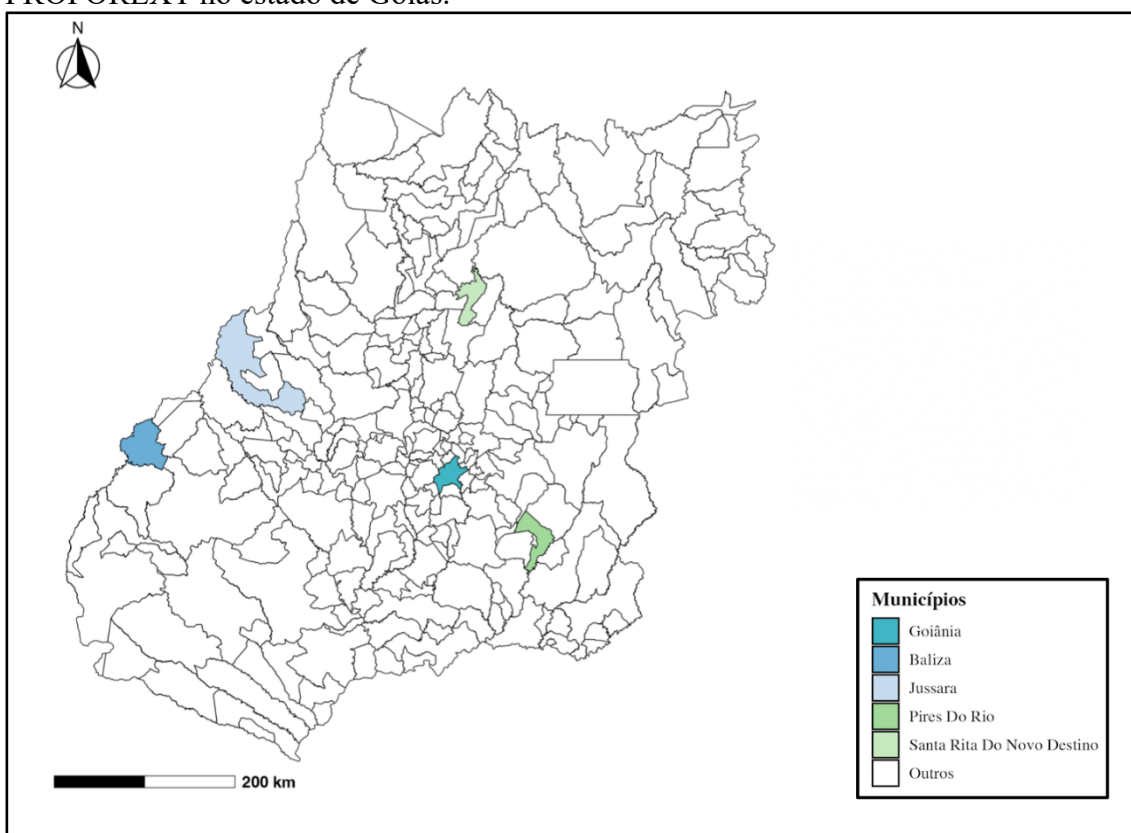 PROFOREXT no estado de Goiás.
N
200 km
Municípios
Goiânia
Baliza
Jussara
Pires Do Rio
Santa Rita Do Novo Destino
Outros